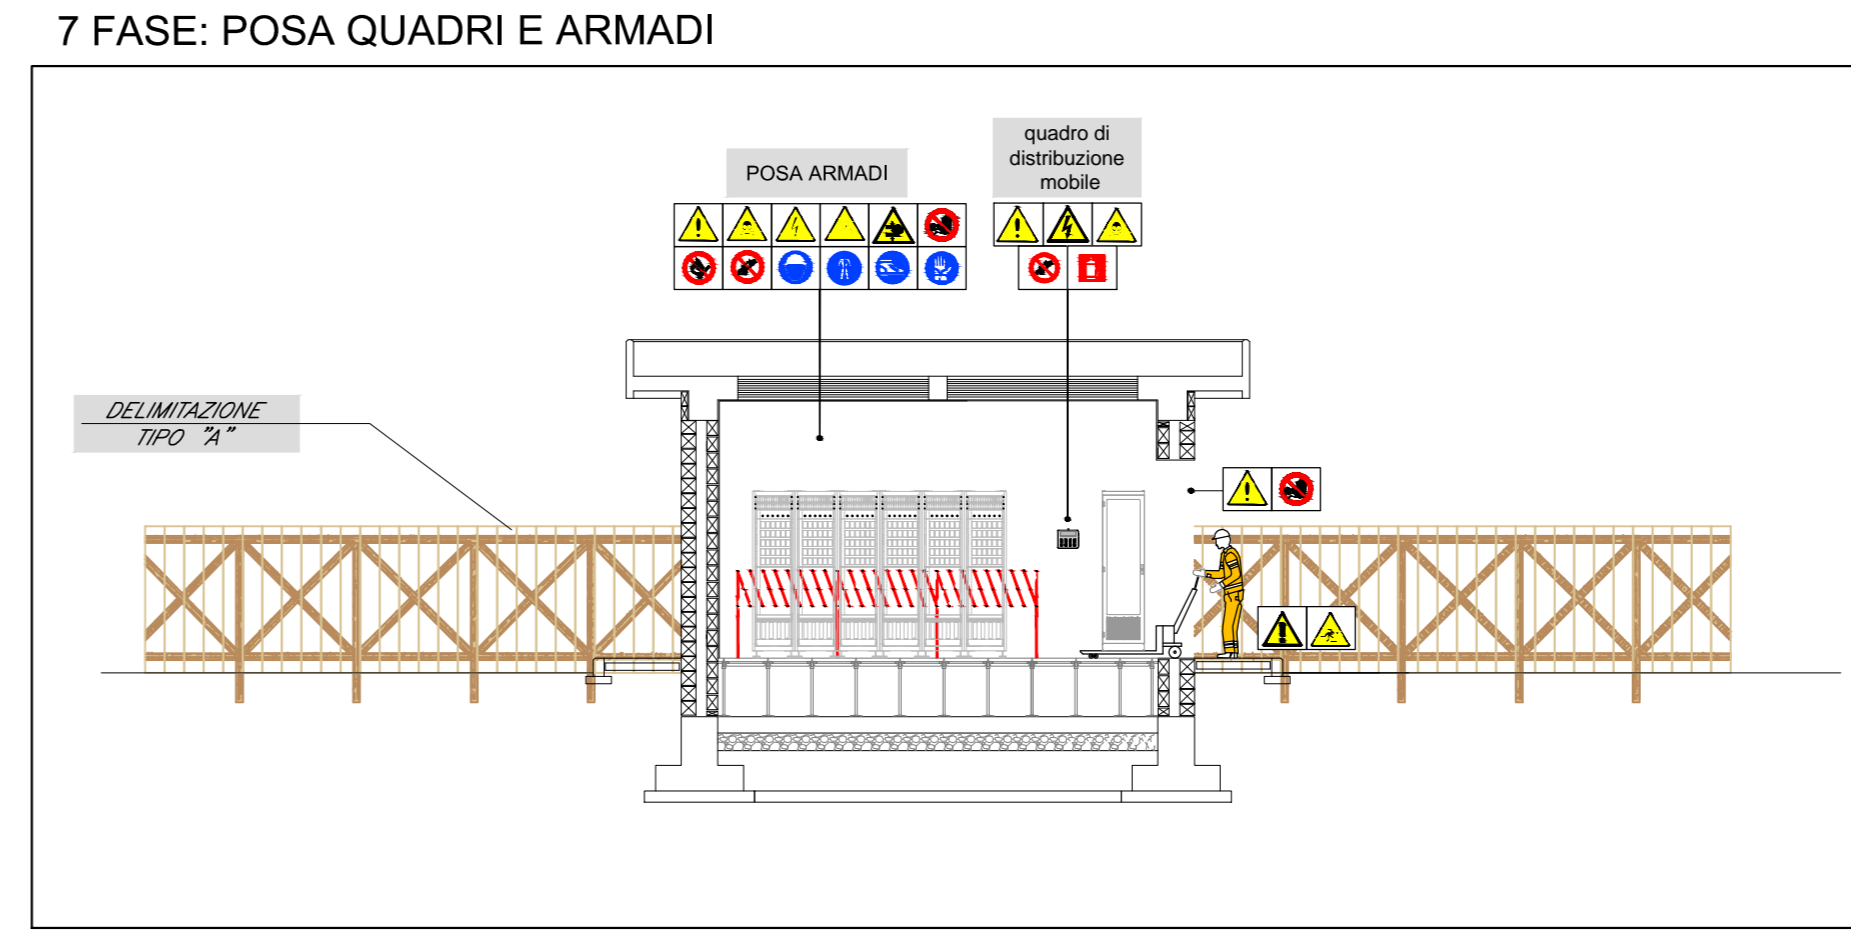 7 FASE: POSA QUADRI E ARMADI
POSA ARMADI
quadro di
distribuzione
mobile
DELIMITAZIONE
TIPO "A"